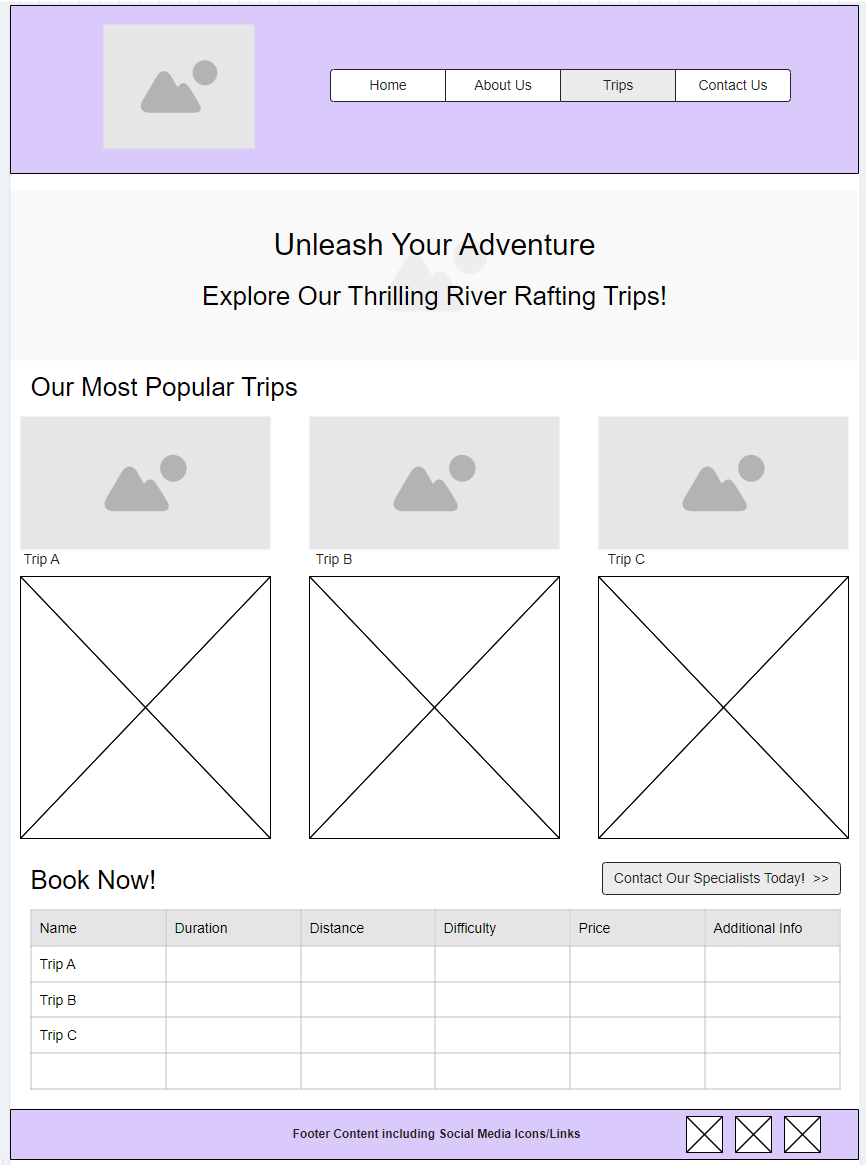 Home
About Us
Trips
Contact Us
Unleash Your Adventure
Explore Our Thrilling River Rafting Trips!
Our Most Popular Trips
Trip A
Trip B
Trip C
Book Now!
Contact Our Specialists Today!  >>
Name
Duration
Distance
Difficulty
Price
Additional Info
Trip A
Trip B
Trip C
Footer Content including Social Media Icons/Links